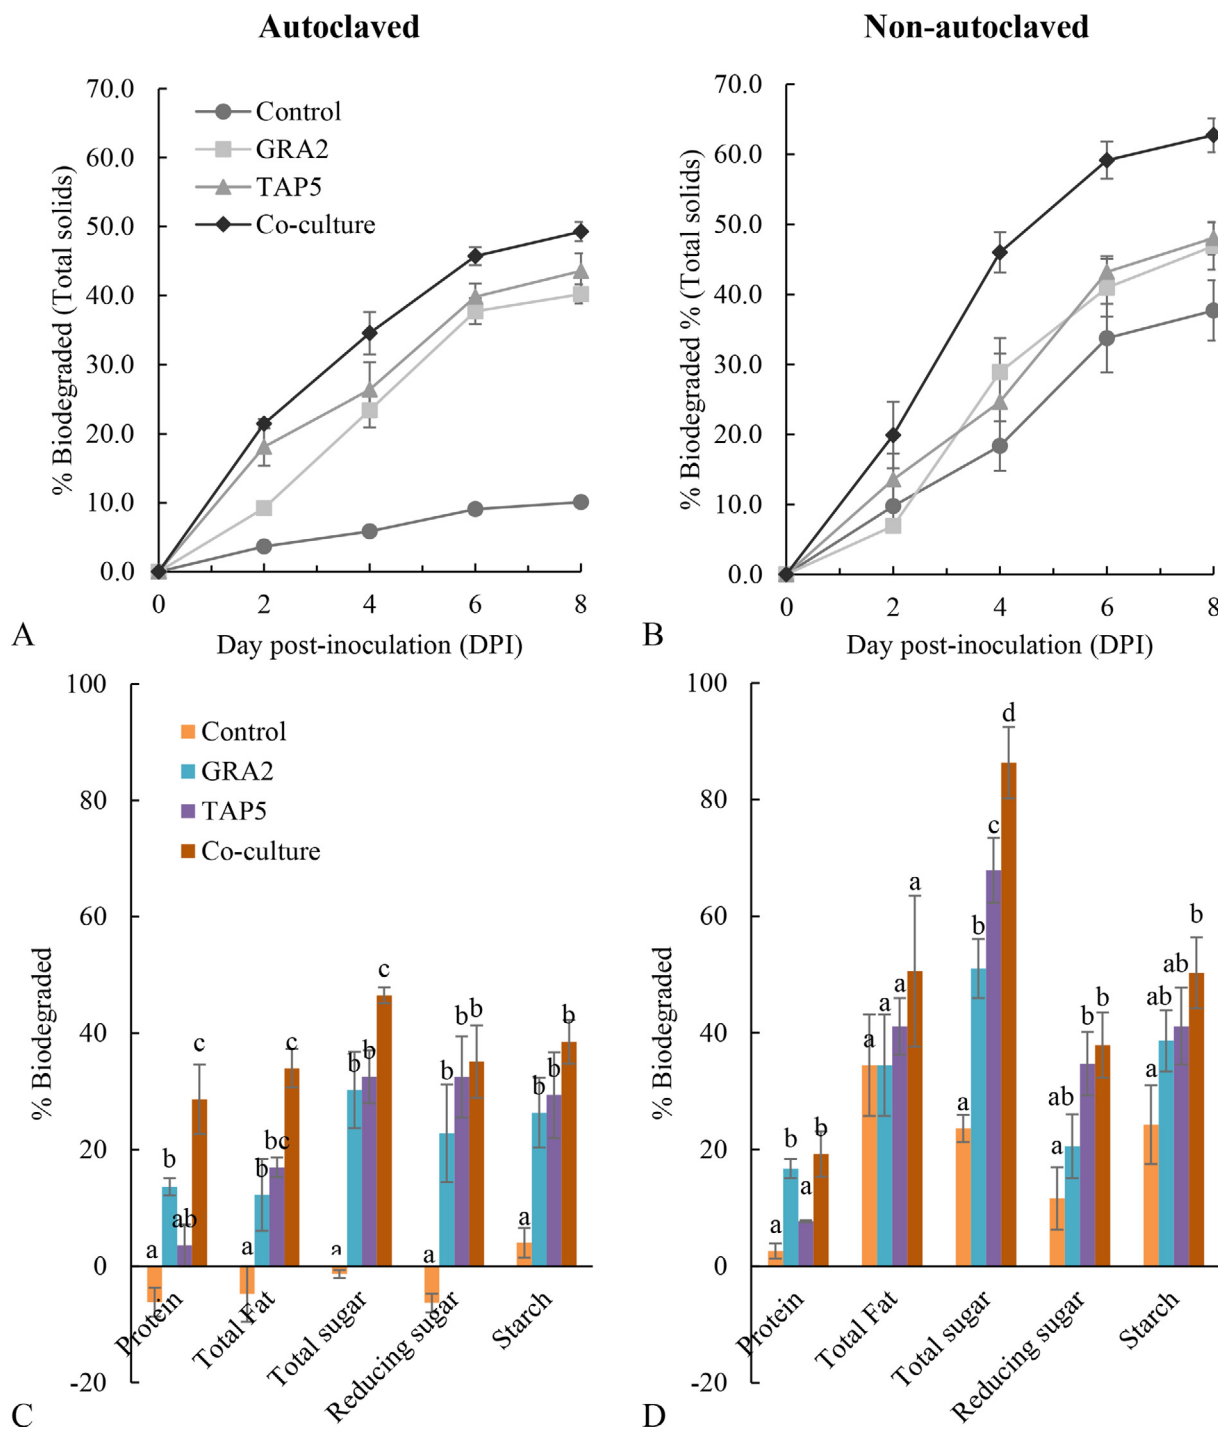 Autoclaved
Non-autoclaved
% Biodegraded (Total solids)
70.0
60.0
50.0
40.0
30.0
20.0
10.0
0.0
Control
GRA2
TAP5
Co-culture
0 2 4 6 8
A
Day post-inoculation (DPI)
% Biodegraded % (Total solids)
70.0
60.0
50.0
40.0
30.0
20.0
10.0
0.0
0 2 4 6 8
B
Day post-inoculation (DPI)
% Biodegraded
100
80
60
40
20
0
-20
Control
GRA2
TAP5
Co-culture
a b ab c
a b bc c
a b b c
a b b b
a b b b
Protein
Total Fat
Total sugar
Reducing sugar
Starch
C
% Biodegraded
100
80
60
40
20
0
-20
a b a b
a a a a
a b c d
a ab b b
a ab ab b
Protein
Total Fat
Total sugar
Reducing sugar
Starch
D